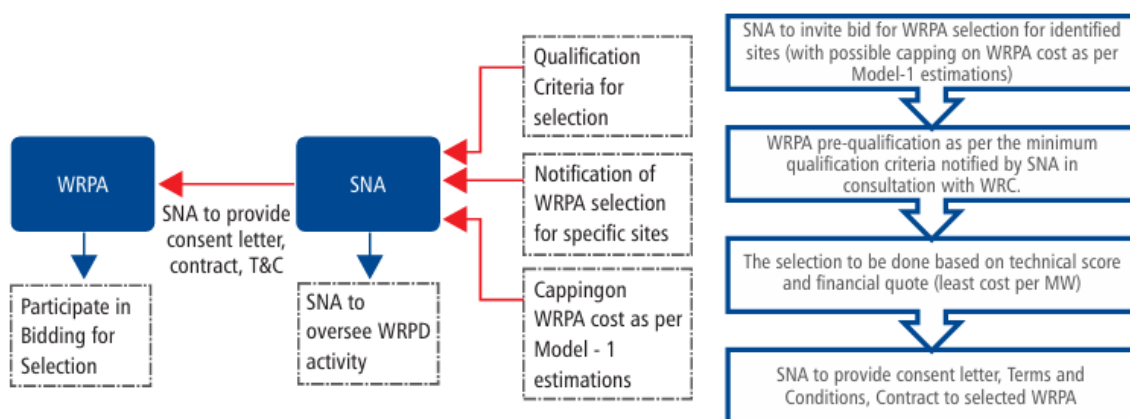 WRPA
SNA to provide
consent letter,
contract, T&C
Participate in
Bidding for
Selection
SNA
SNA to
oversee WRPD
activity
Qualification
Criteria for
selection
Notification of
WRPA selection
for specific sites
Cappingon
WRPA cost as per
Model - 1
estimations
SNA to invite bid for WRPA selection for identified
sites (with possible capping on WRPA cost as per
Model-1 estimations)
WRPA pre-qualification as per the minimum
qualification criteria notified by SNA in
consultation with WRC.
The selection to be done based on technical score
and financial quote (least cost per MW)
SNA to provide consent letter, Terms and
Conditions, Contract to selected WRPA